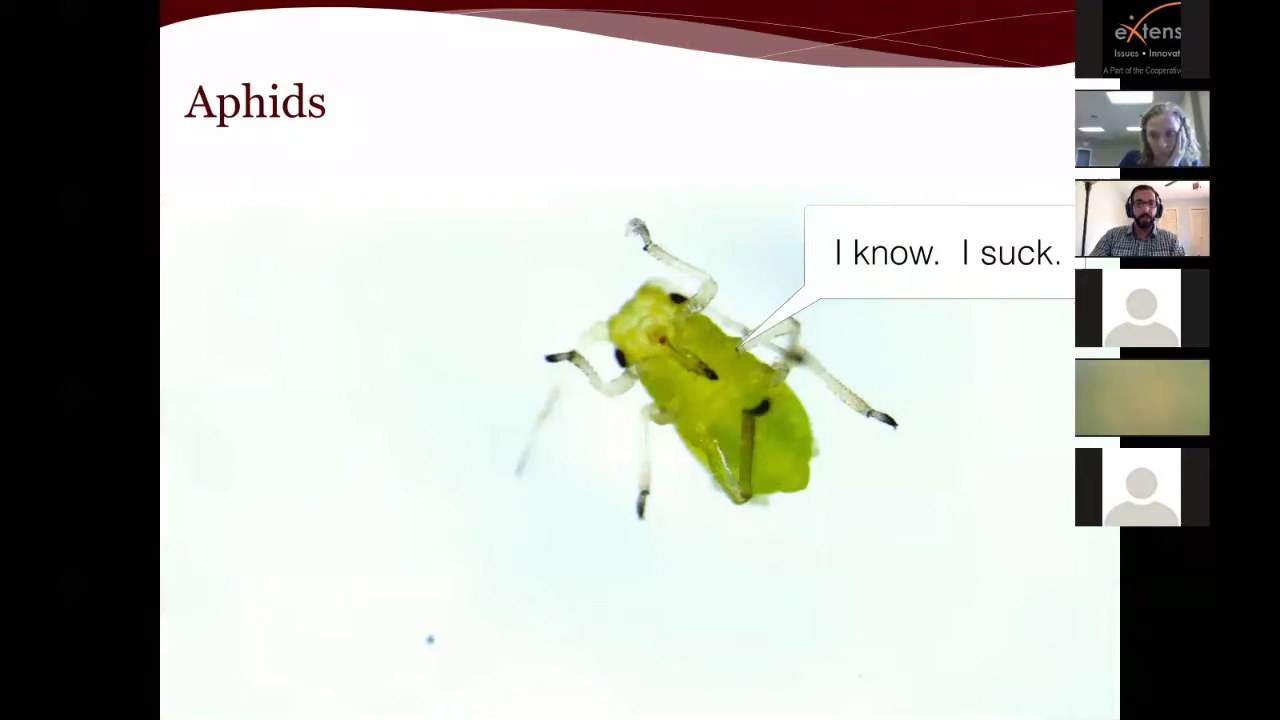 Aphids
I know. I suck.
eXtens
Issues • Innovat
A Part of the Cooperative